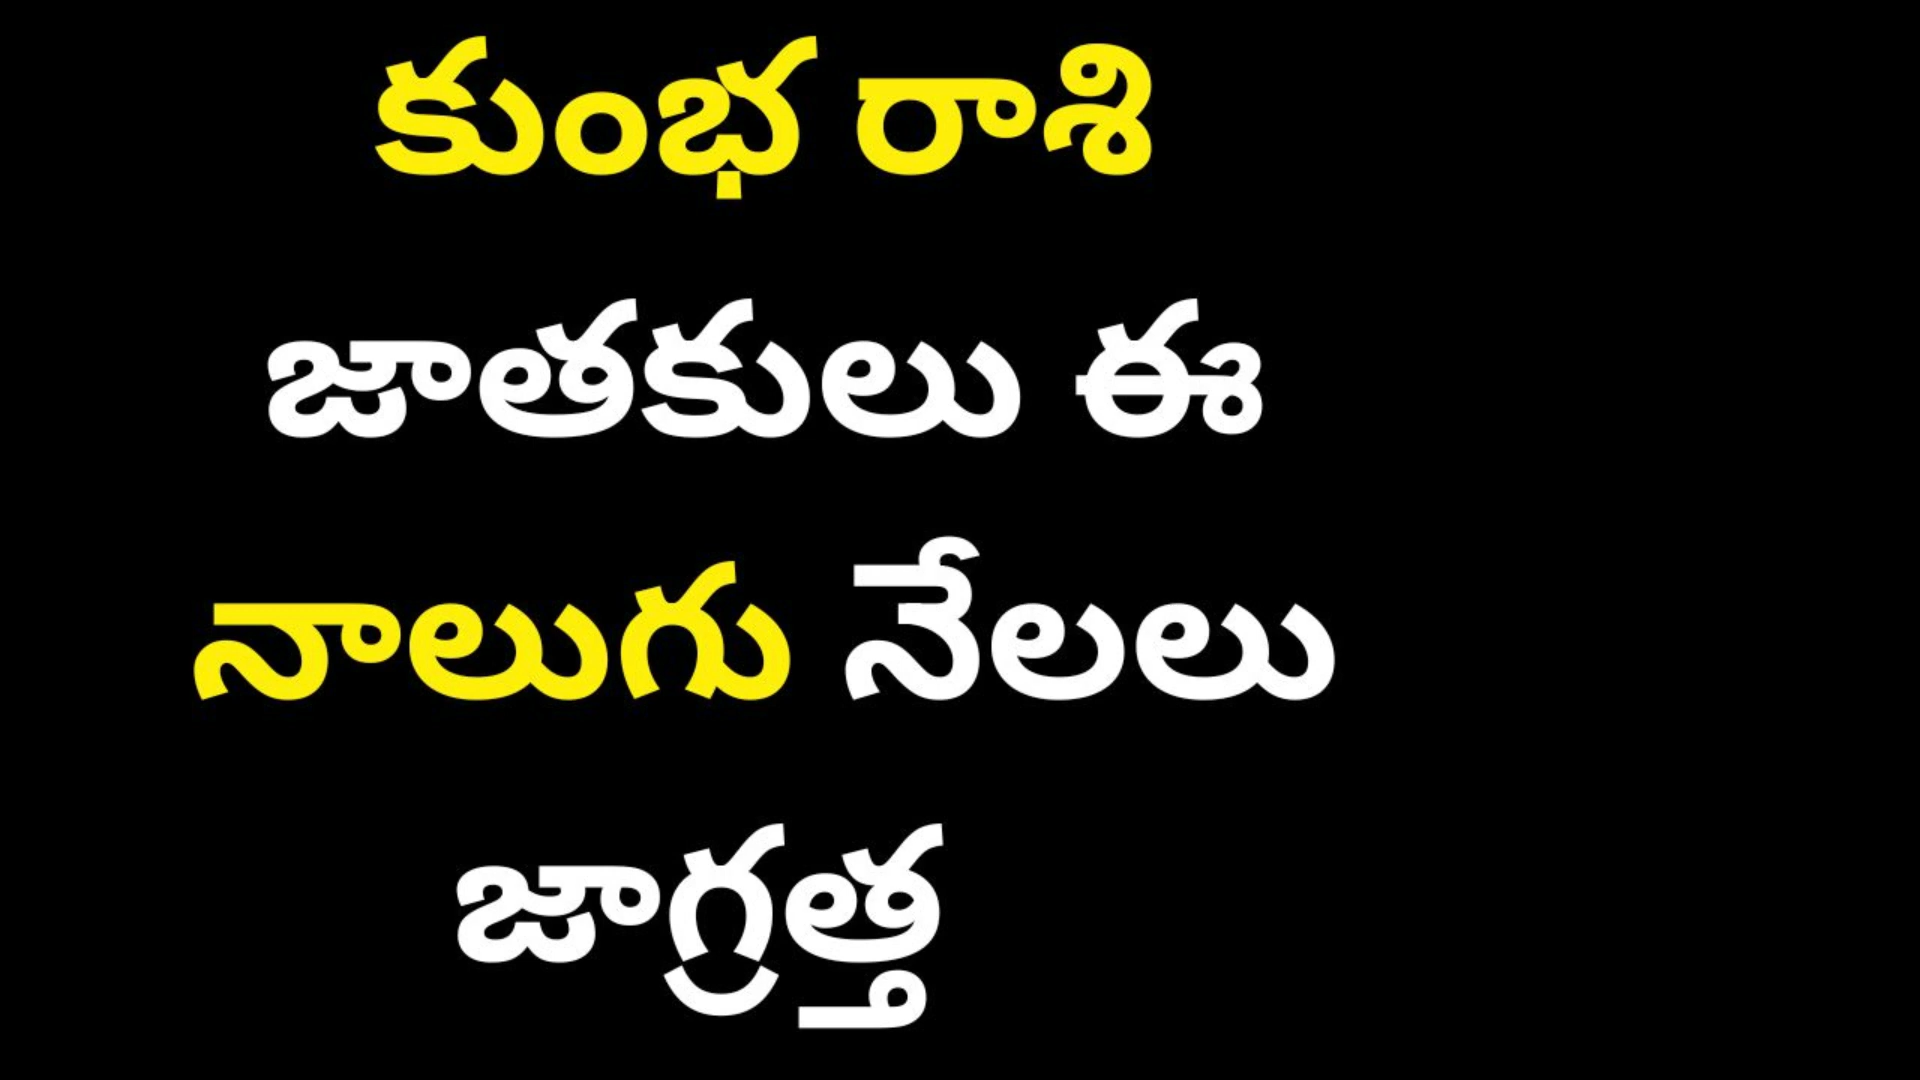 కుంభ రాశి
జాతకులు ఈ
నాలుగు నేలలు
జాగ్రత్త